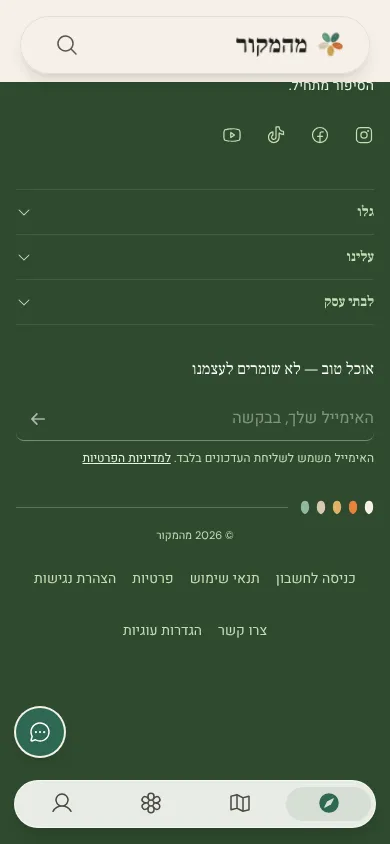 מהמקור
הסיפור מתחיל.
גלו
עלינו
לבתי עסק
אוכל טוב — לא שומרים לעצמנו
האימייל שלך, בבקשה
האימייל משמש לשליחת העדכונים בלבד. למדיניות הפרטיות
© 2026 מהמקור
כניסה לחשבון תנאי שימוש פרטיות הצהרת נגישות
צרו קשר הגדרות עוגיות